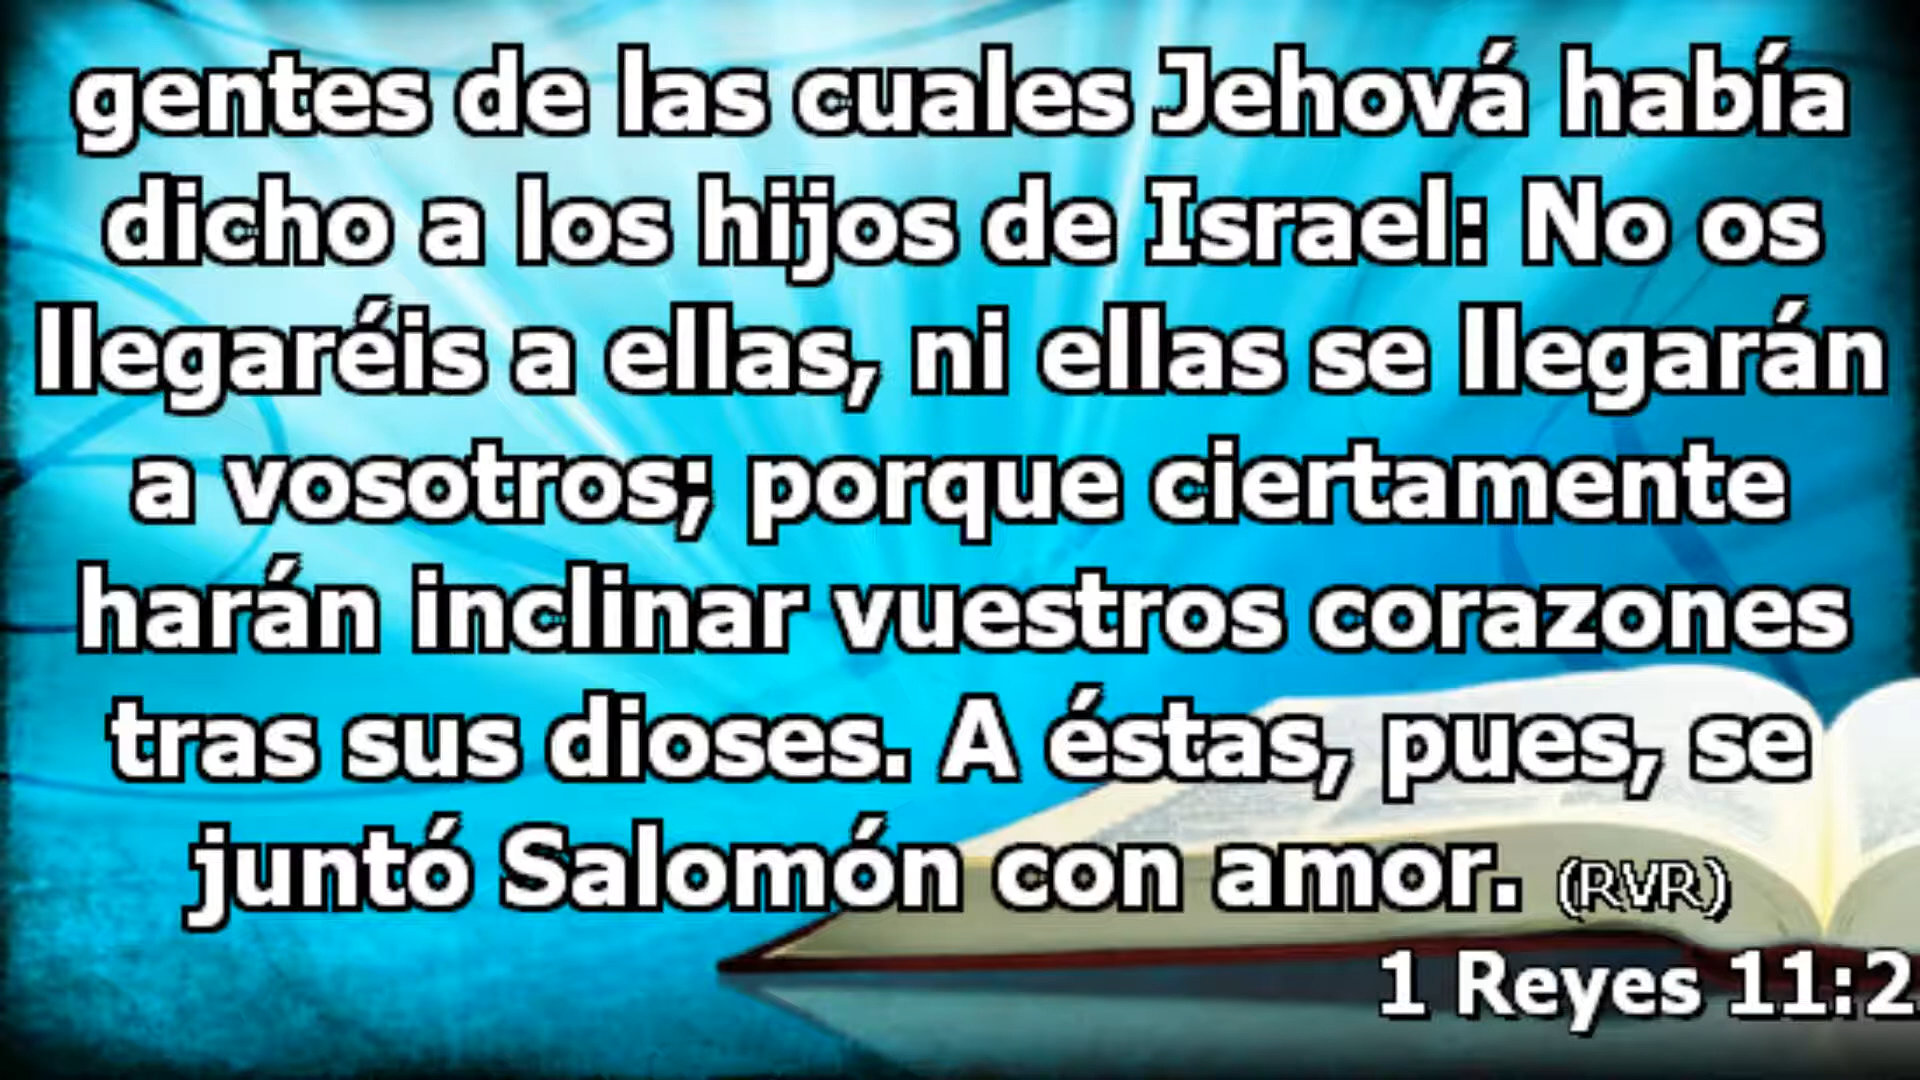 gentes de las cuales Jehová había
dicho a los hijos de Israel: No os
llegaréis a ellas, ni ellas se llegarán
a vosotros; porque ciertamente
harán inclinar vuestros corazones
tras sus dioses. A éstas, pues, se
juntó Salomón con amor. (RVR)
1 Reyes 11:2